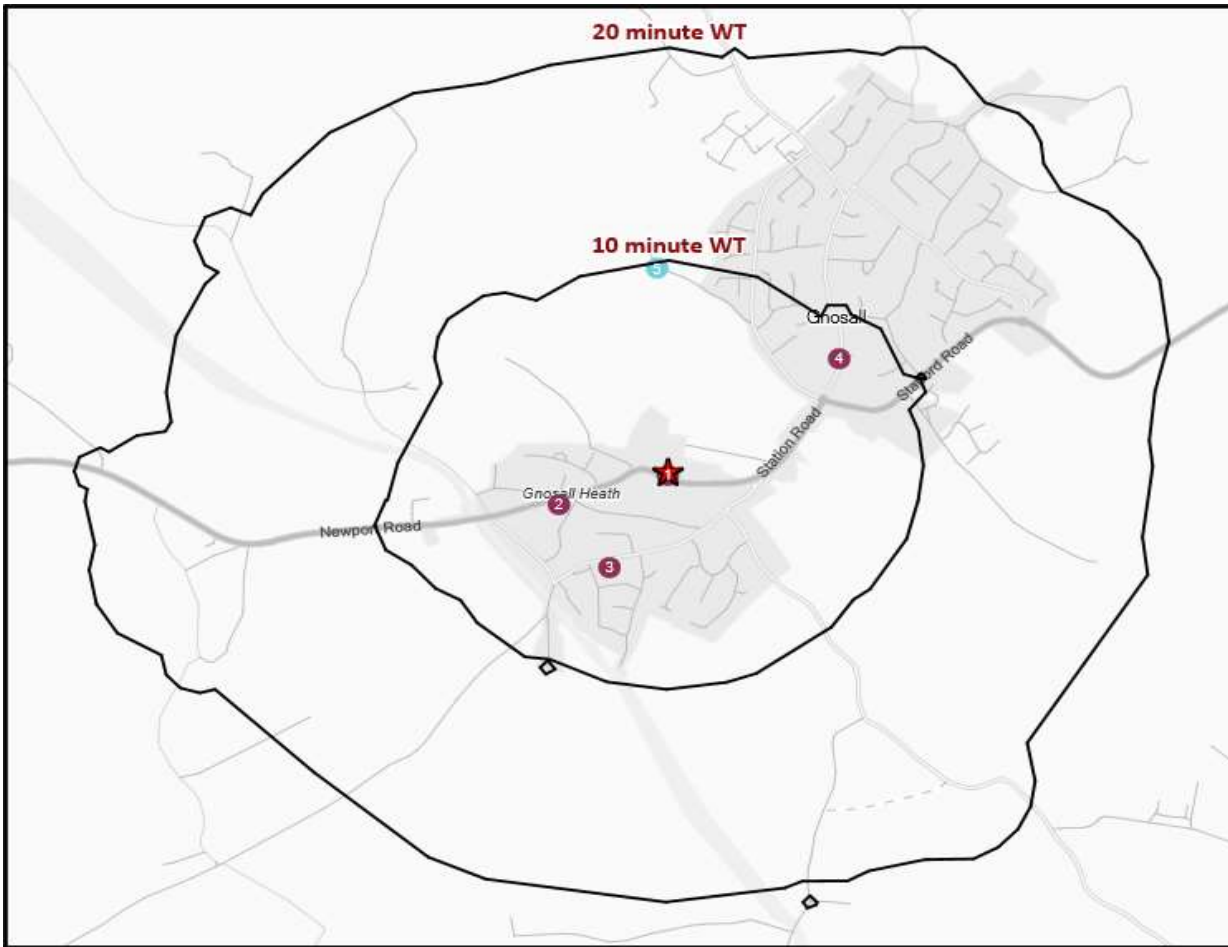 20 minute WT
10 minute WT
5
Gnosall
4
Stafford Road
Station Road
1
Gnosall Heath
2
Newport Road
3